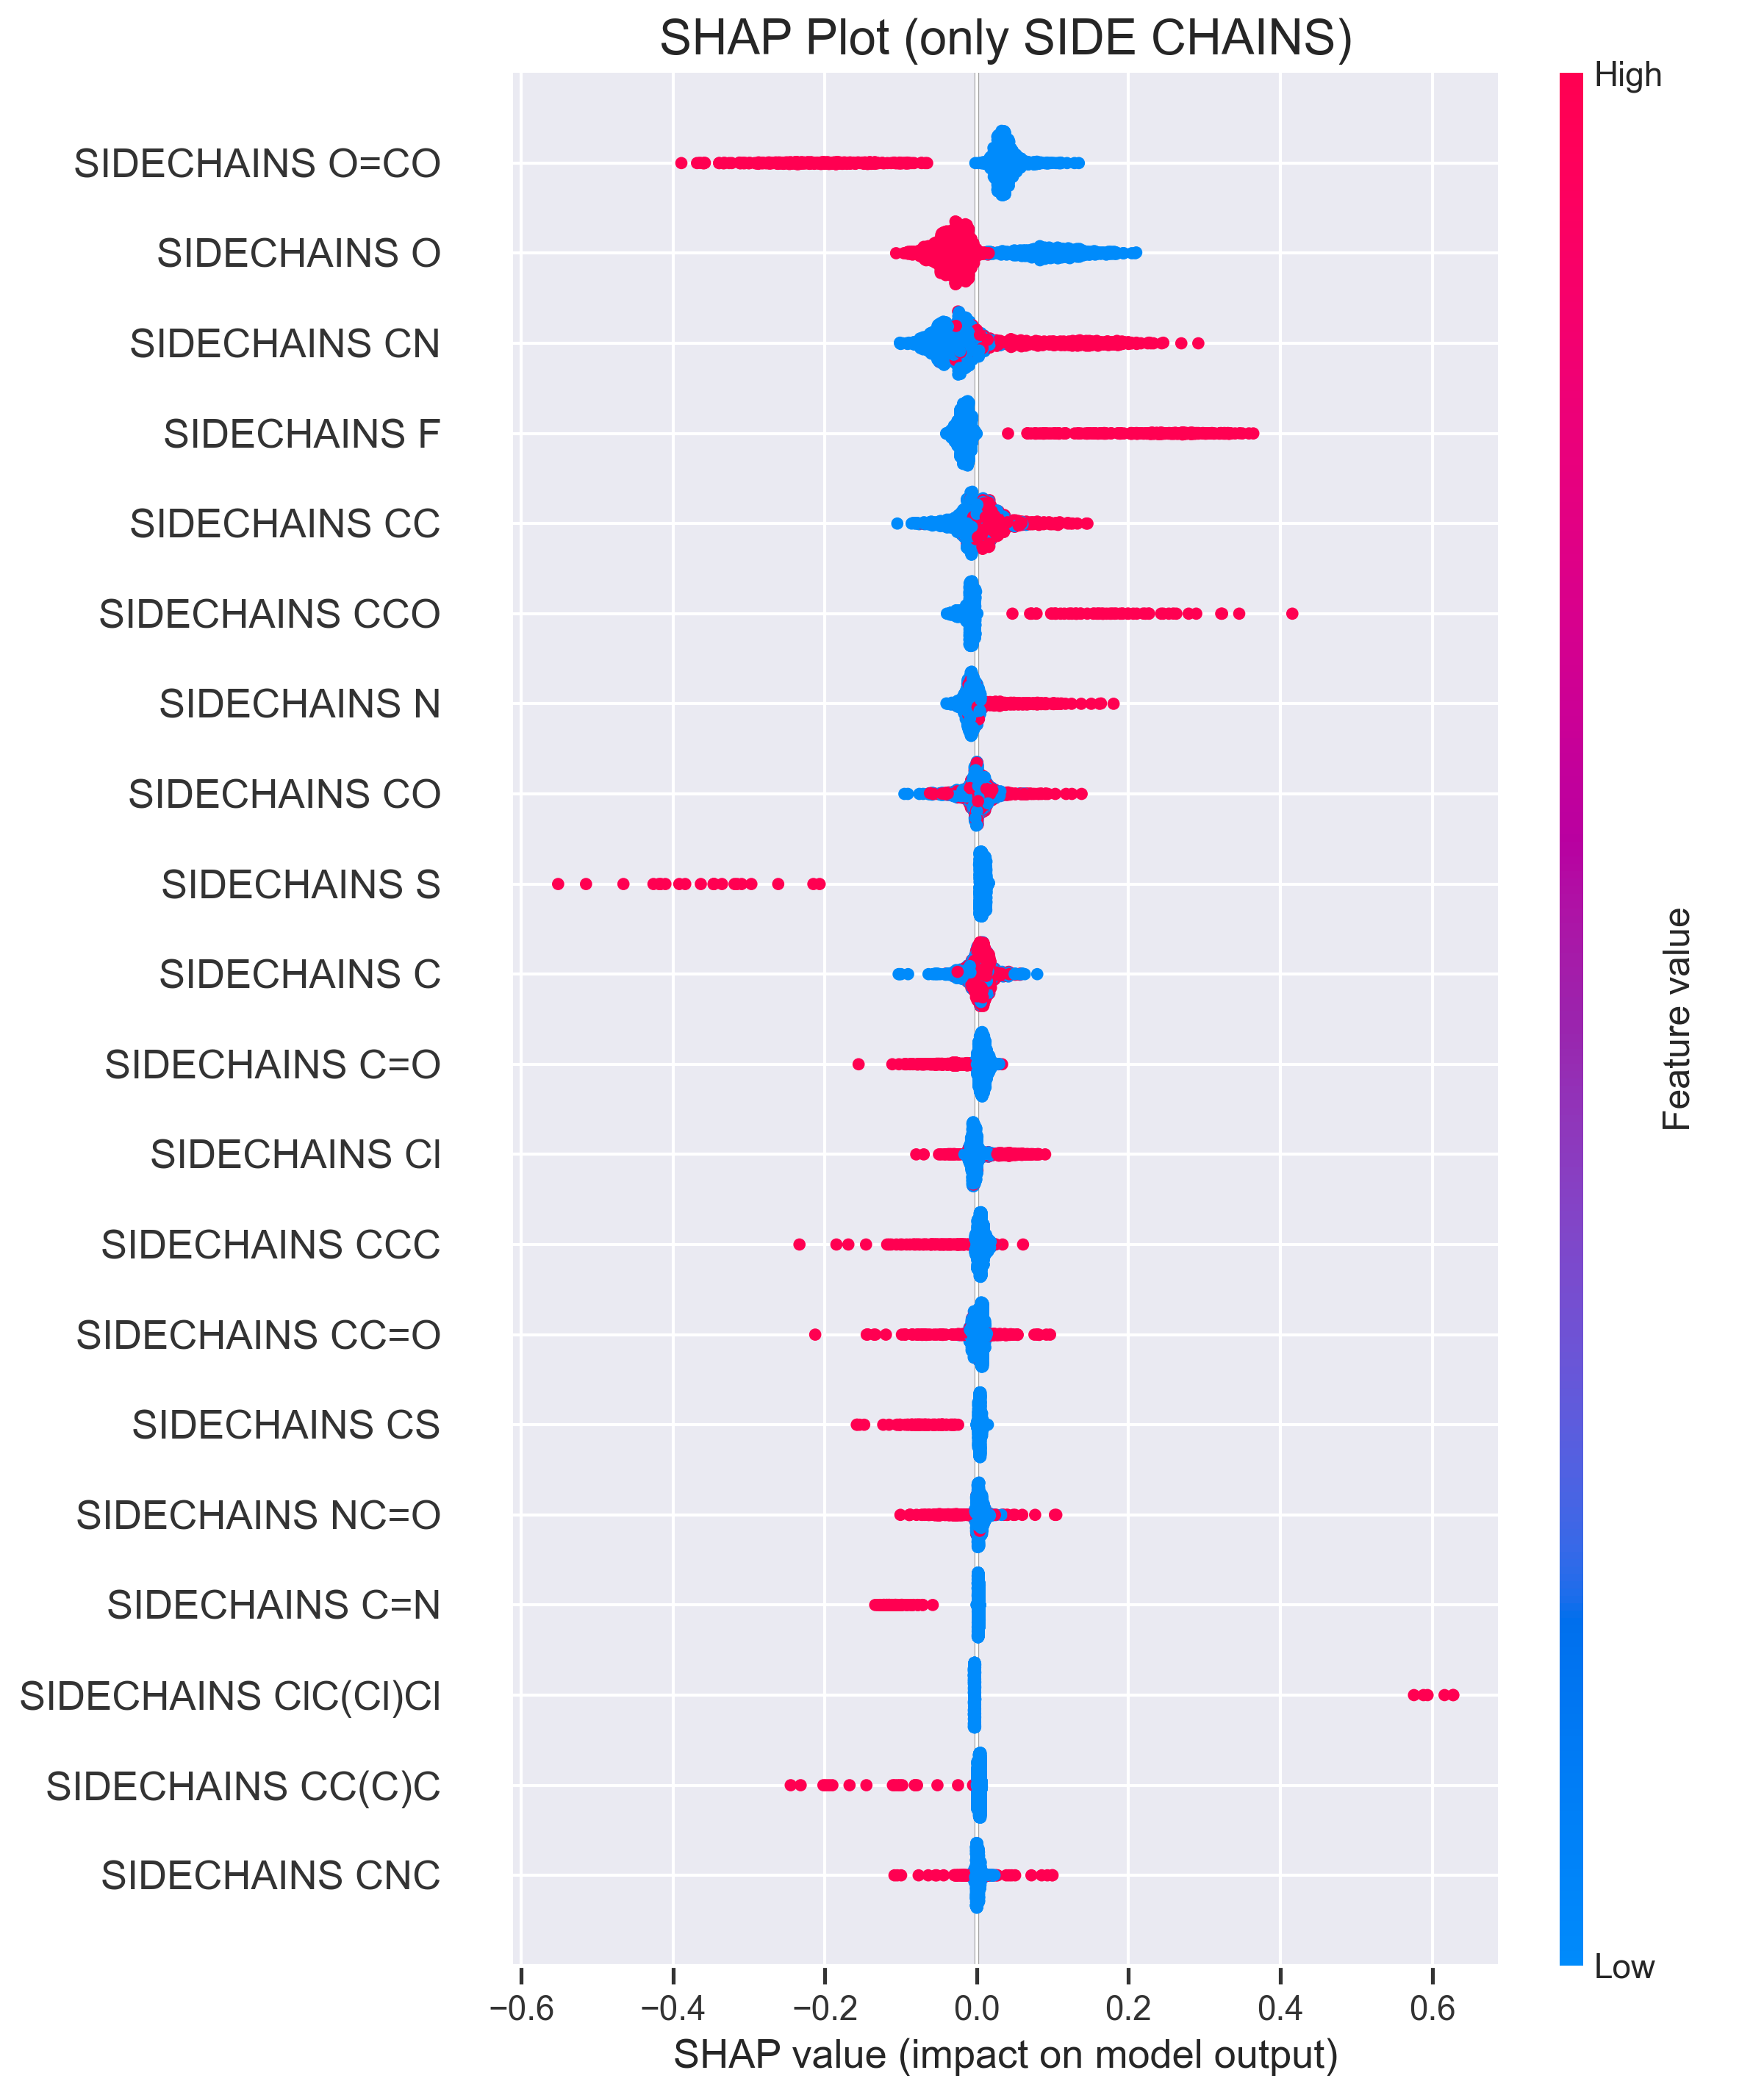 SHAP Plot (only SIDE CHAINS)
High
SIDECHAINS O=CO
SIDECHAINS O
SIDECHAINS CN
SIDECHAINS F
SIDECHAINS CC
SIDECHAINS CCO
SIDECHAINS N
SIDECHAINS CO
SIDECHAINS S
SIDECHAINS C
SIDECHAINS C=O
SIDECHAINS Cl
SIDECHAINS CCC
SIDECHAINS CC=O
SIDECHAINS CS
SIDECHAINS NC=O
SIDECHAINS C=N
SIDECHAINS ClC(Cl)Cl
SIDECHAINS CC(C)C
SIDECHAINS CNC
Feature value
Low
−0.6 −0.4 −0.2 0.0 0.2 0.4 0.6
SHAP value (impact on model output)